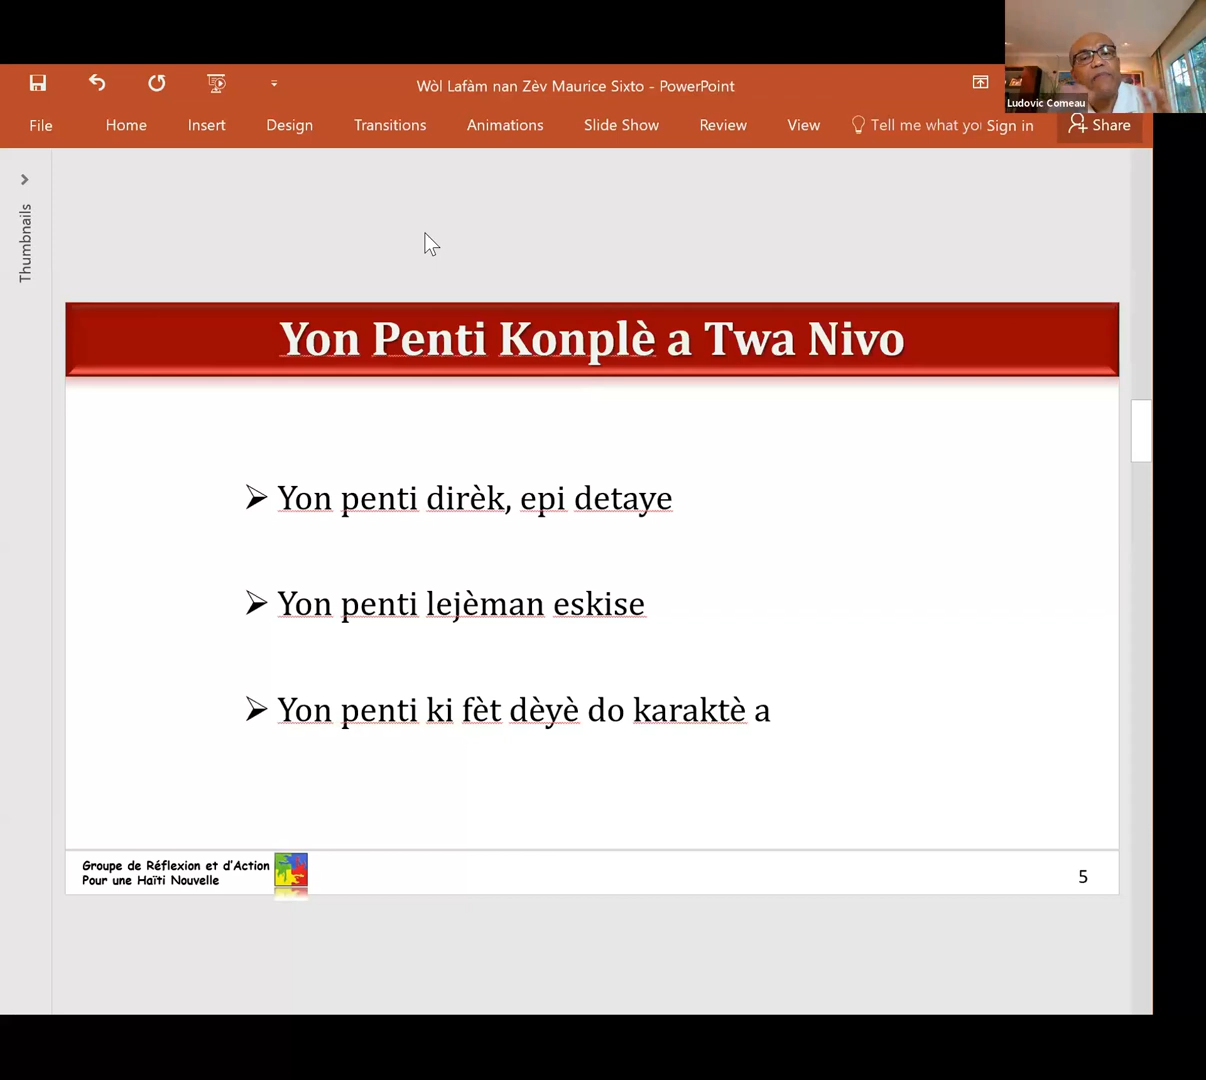 Wòl Lafàm nan Zèv Maurice Sixto - PowerPoint
Ludovic Comeau
File Home Insert Design Transitions Animations Slide Show Review View Tell me what yo Sign in Share
Thumbnails
Yon Penti Konplè a Twa Nivo
Yon penti dirèk, epi detaye
Yon penti lejèman eskise
Yon penti ki fèt dèyè do karaktè a
Groupe de Réflexion et d'Action
Pour une Haïti Nouvelle
5